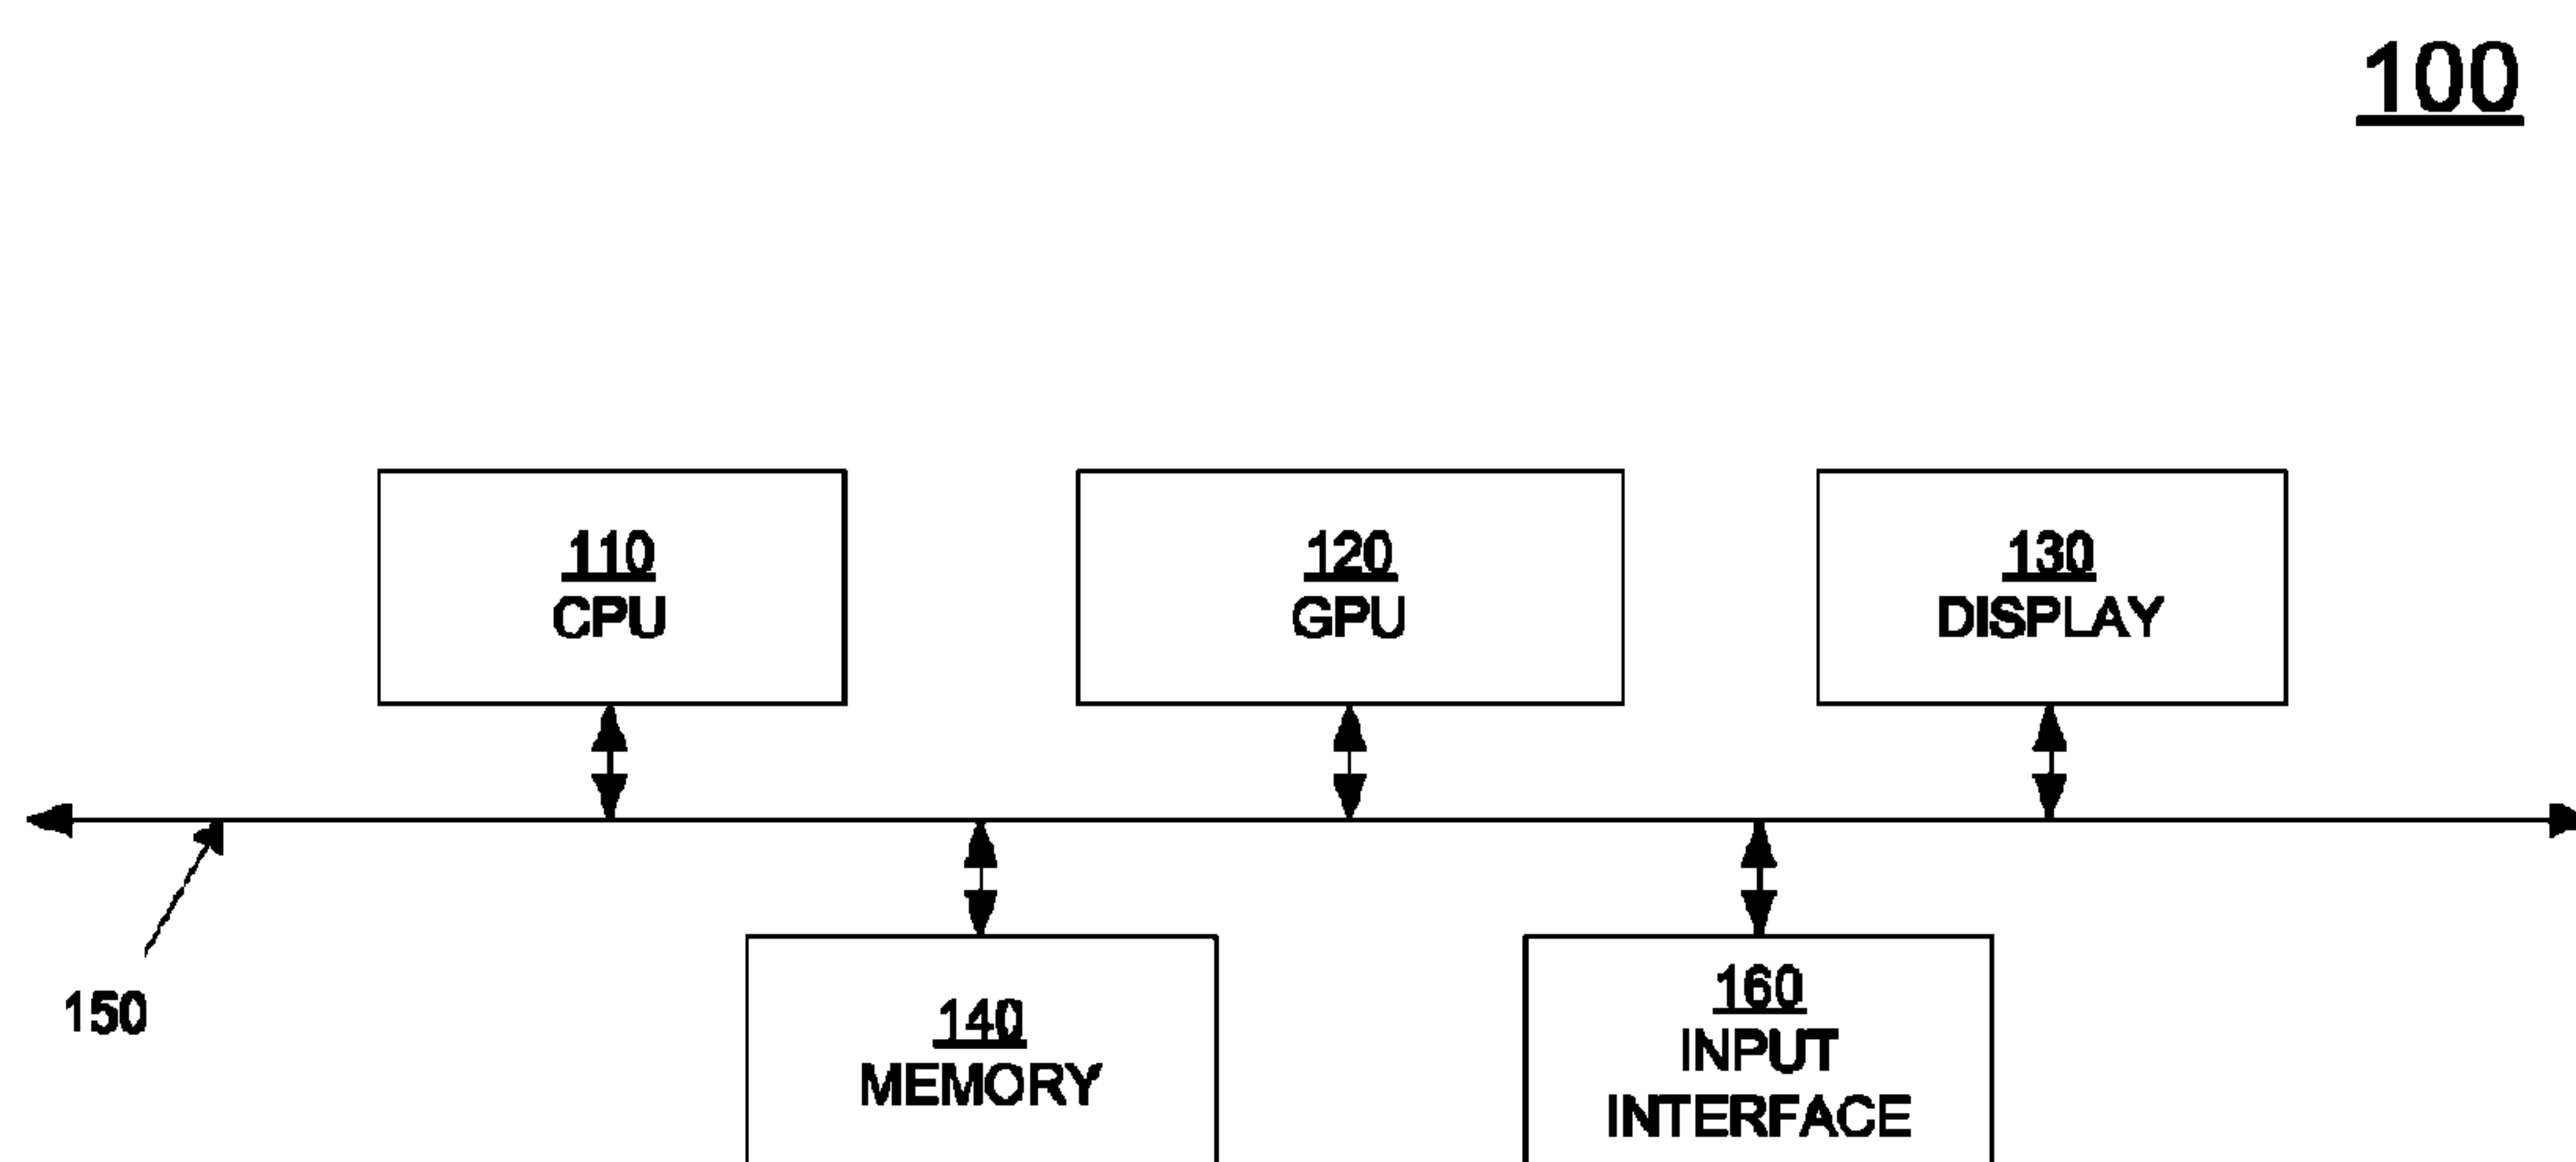 100
110
CPU
120
GPU
130
DISPLAY
150
140
MEMORY
160
INPUT
INTERFACE